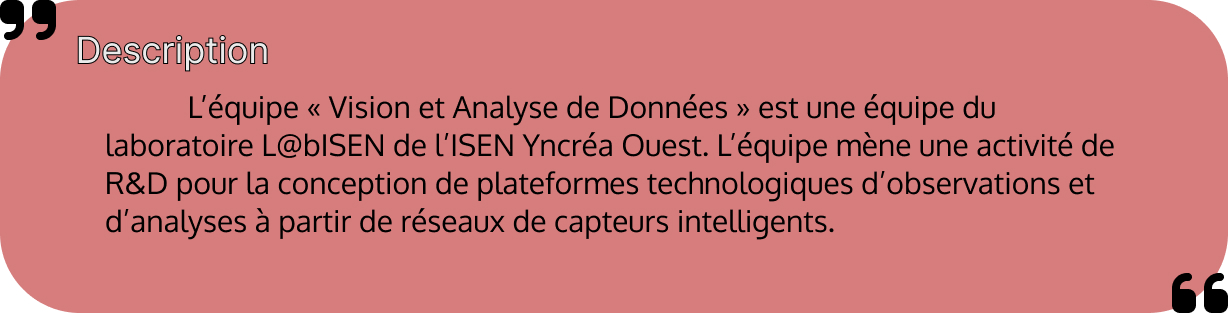 Description
L’équipe « Vision et Analyse de Données » est une équipe du
laboratoire L@bISEN de l’ISEN Yncréa Ouest. L’équipe mène une activité de
R&D pour la conception de plateformes technologiques d’observations et
d’analyses à partir de réseaux de capteurs intelligents.